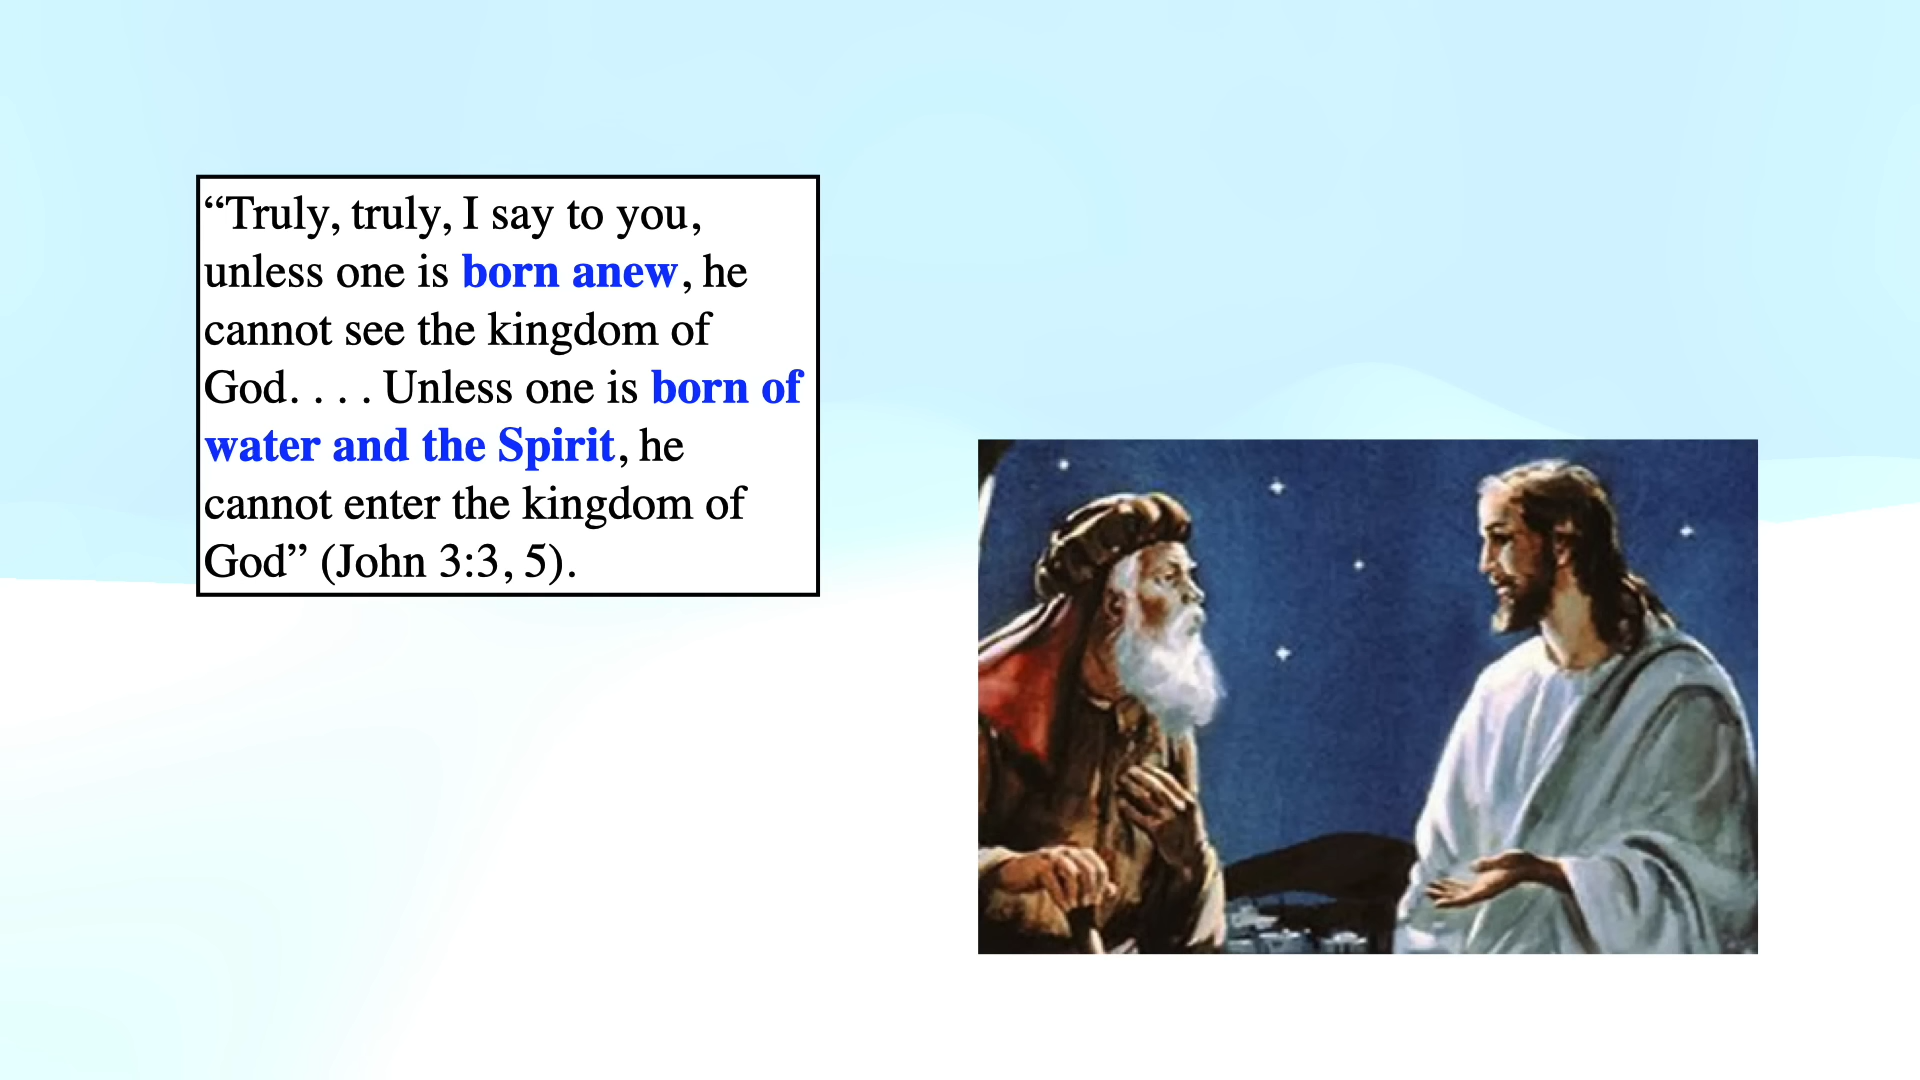 “Truly, truly, I say to you,
unless one is born anew, he
cannot see the kingdom of
God. . . . Unless one is born of
water and the Spirit, he
cannot enter the kingdom of
God” (John 3:3, 5).